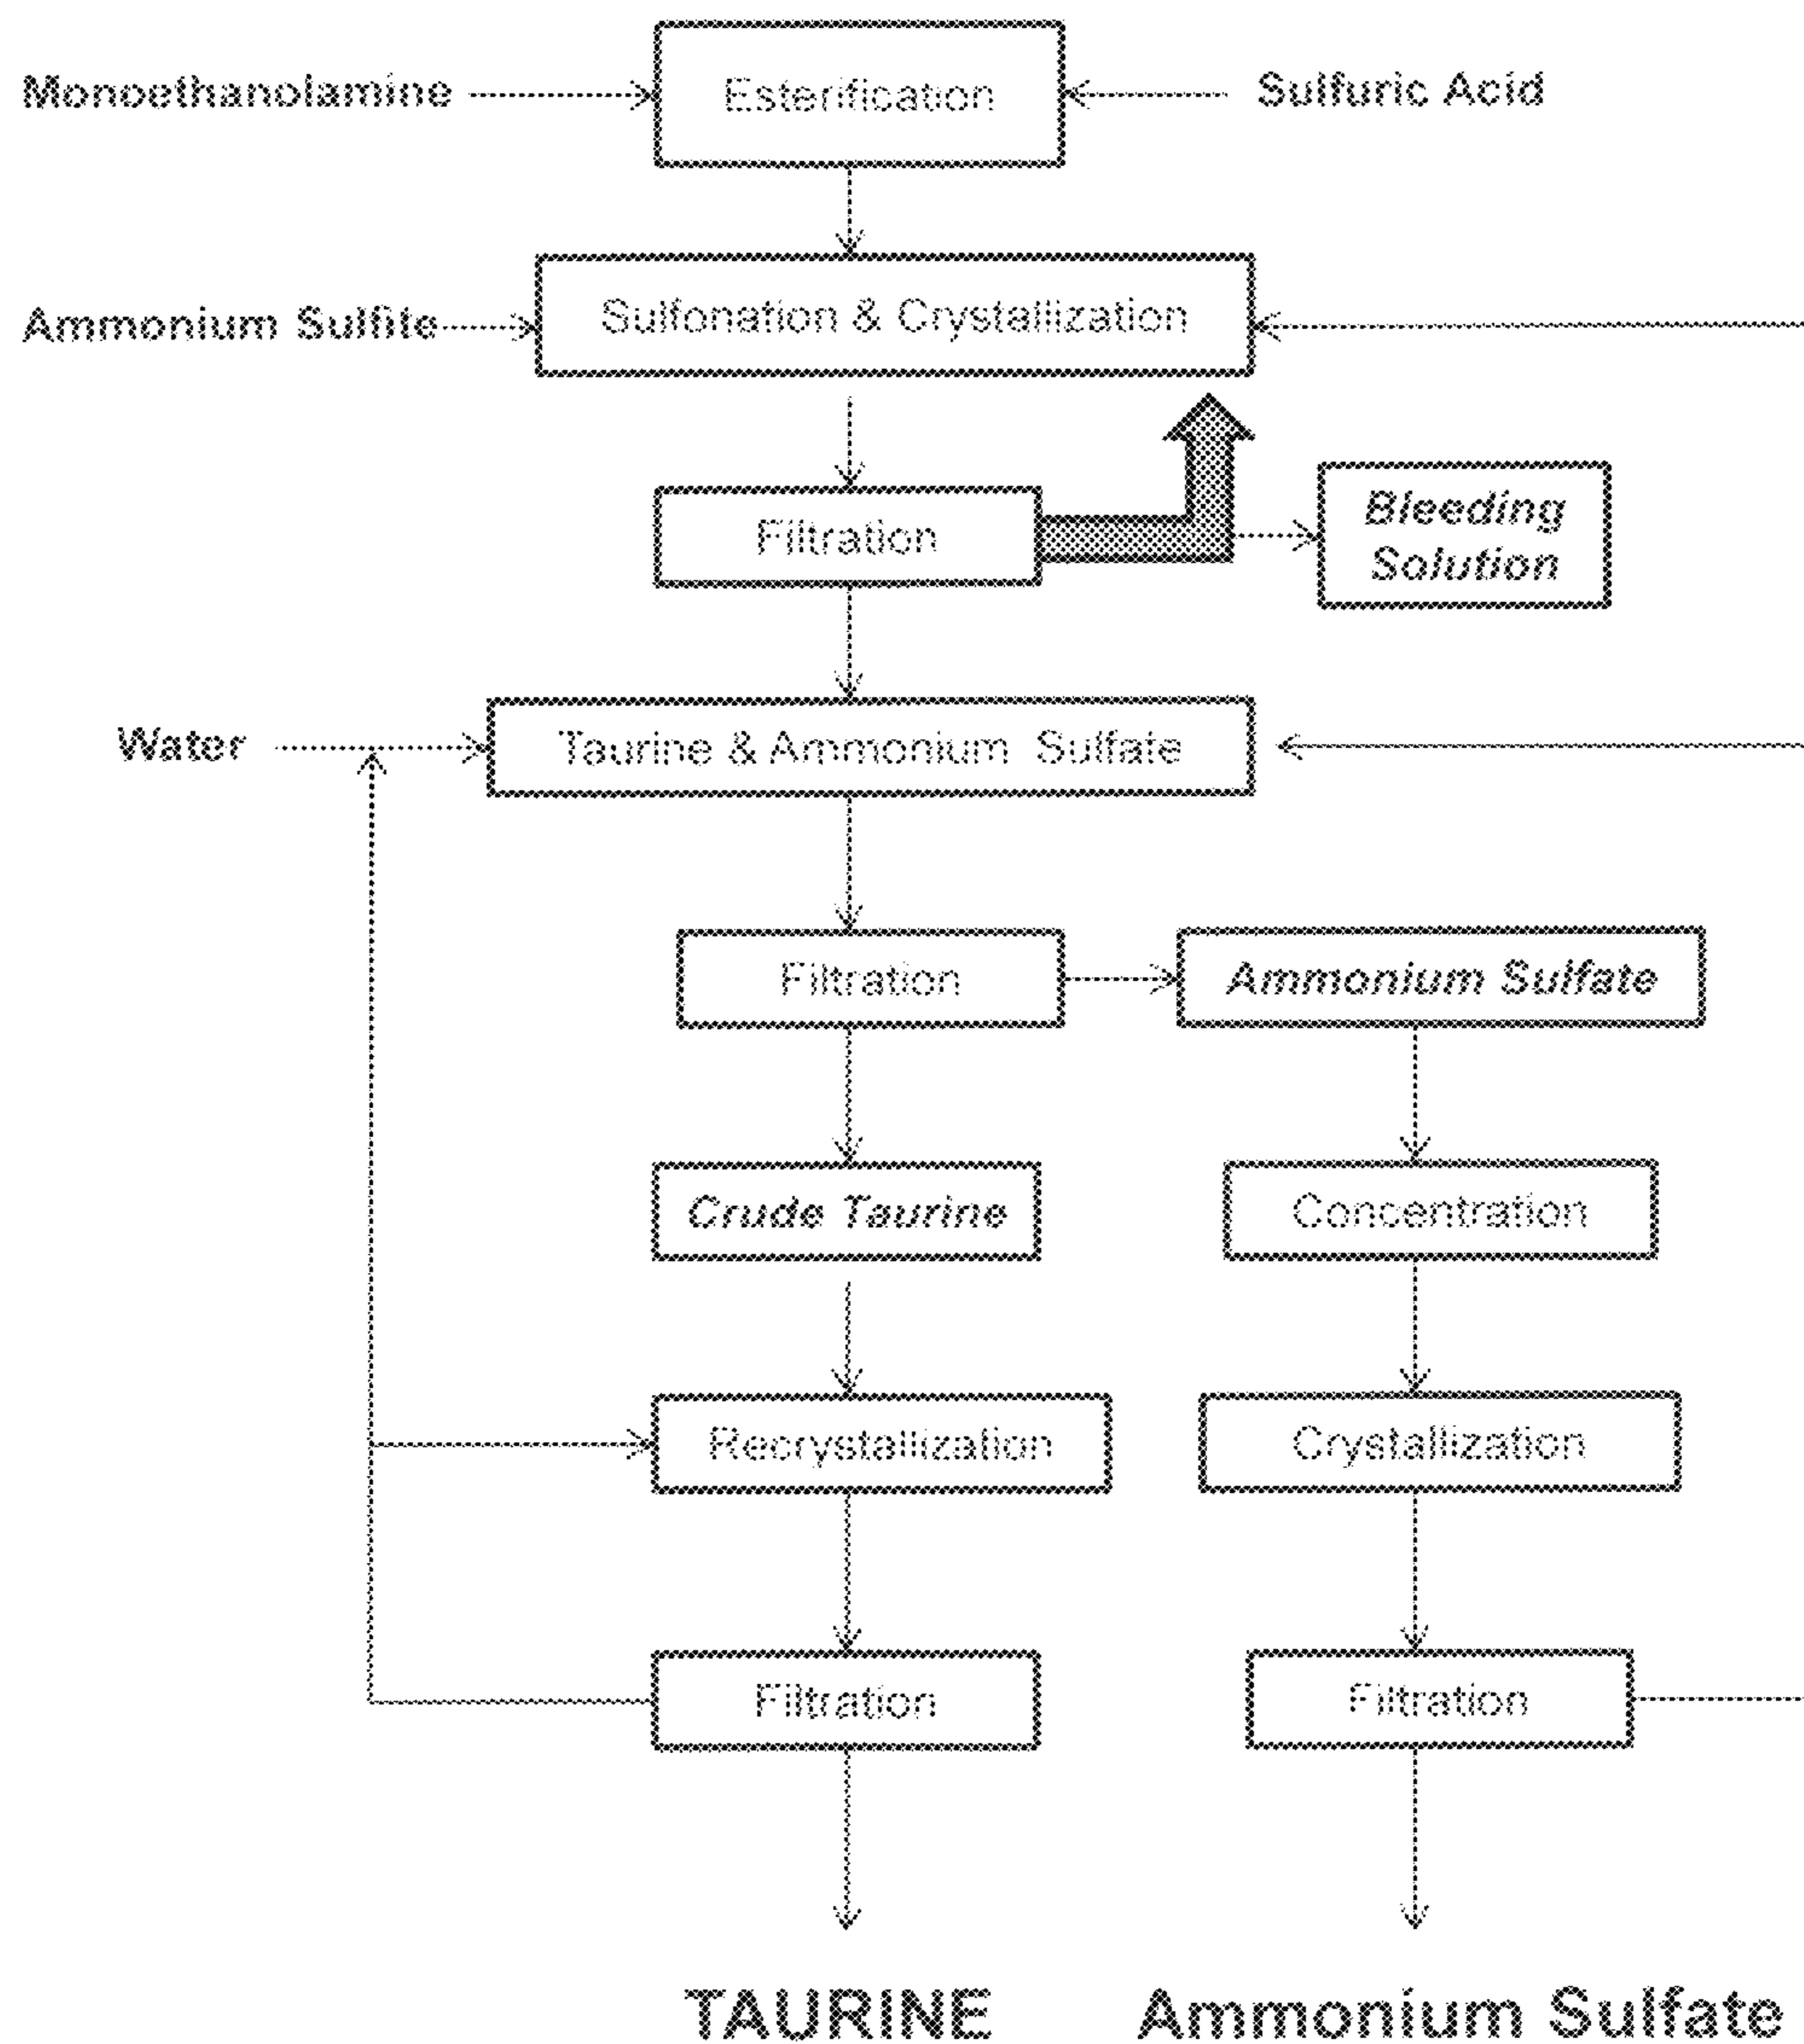 Monoethanolamine
Esterification
Sulfuric Acid
Ammonium Sulfite
Sulfonation & Crystallization
Filtration
Bleeding
Solution
Water
Taurine & Ammonium Sulfate
Filtration
Ammonium Sulfate
Crude Taurine
Concentration
Recrystallization
Crystallization
Filtration
Filtration
TAURINE
Ammonium Sulfate